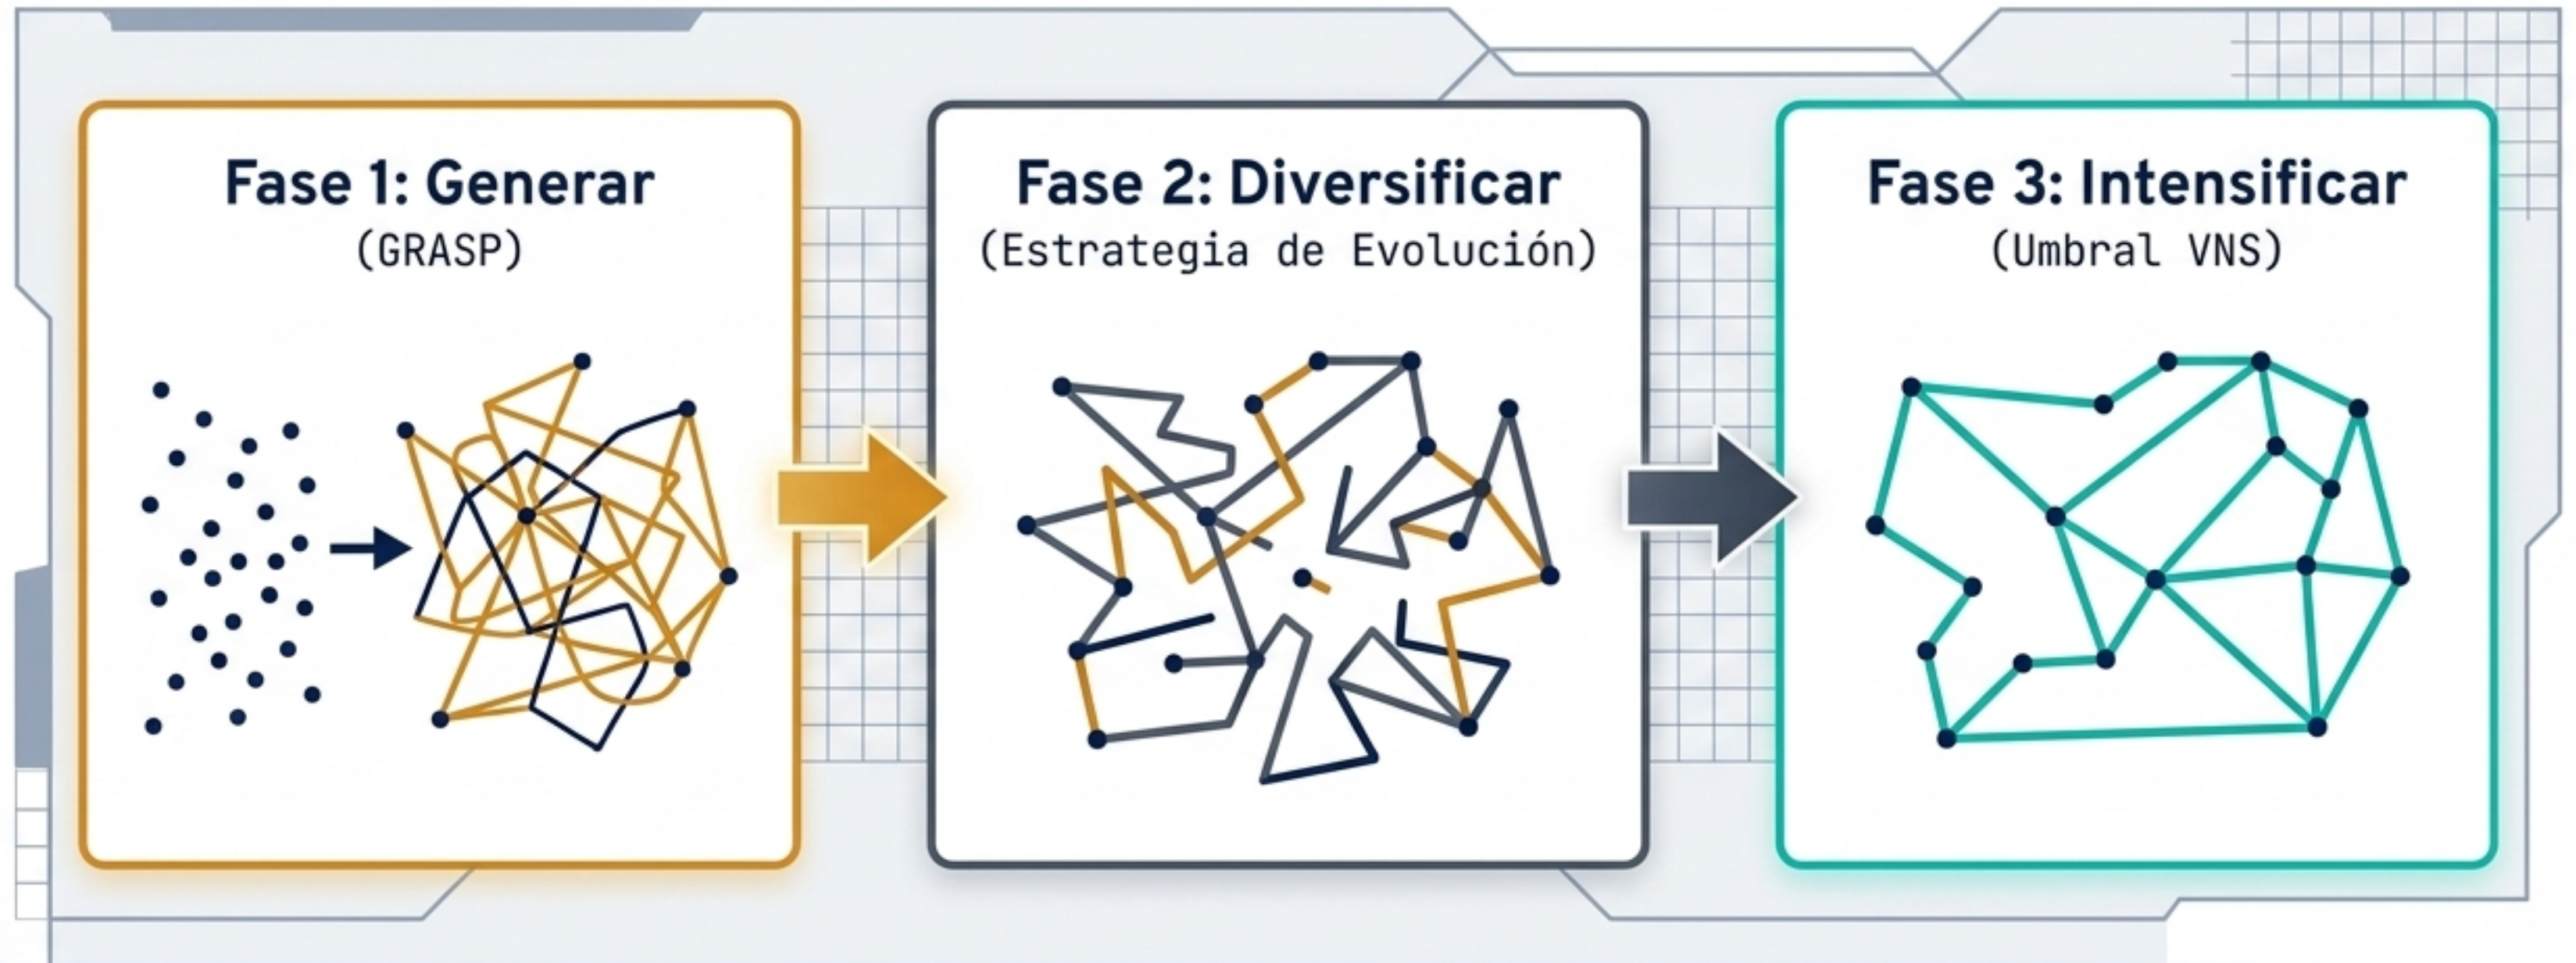 Fase 1: Generar
(GRASP)
Fase 2: Diversificar
(Estrategia de Evolución)
Fase 3: Intensificar
(Umbral VNS)